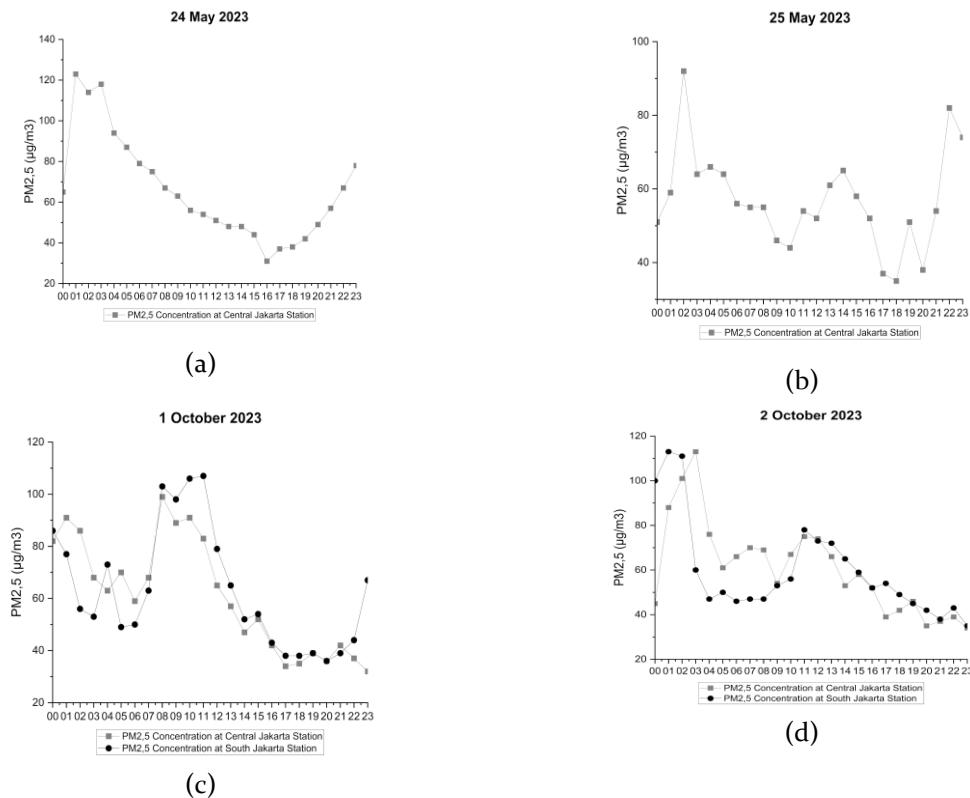 24 May 2023
140
120
100
80
60
40
20
PM2,5 (µg/m3)
00 01 02 03 04 05 06 07 08 09 10 11 12 13 14 15 16 17 18 19 20 21 22 23
PM2,5 Concentration at Central Jakarta Station
(a)
25 May 2023
100
80
60
40
PM2,5 (µg/m3)
00 01 02 03 04 05 06 07 08 09 10 11 12 13 14 15 16 17 18 19 20 21 22 23
PM2,5 Concentration at Central Jakarta Station
(b)
1 October 2023
120
100
80
60
40
20
PM2,5 (µg/m3)
00 01 02 03 04 05 06 07 08 09 10 11 12 13 14 15 16 17 18 19 20 21 22 23
PM2,5 Concentration at Central Jakarta Station
PM2,5 Concentration at South Jakarta Station
(c)
2 October 2023
120
100
80
60
40
20
PM2,5 (µg/m3)
00 01 02 03 04 05 06 07 08 09 10 11 12 13 14 15 16 17 18 19 20 21 22 23
PM2,5 Concentration at Central Jakarta Station
PM2,5 Concentration at South Jakarta Station
(d)